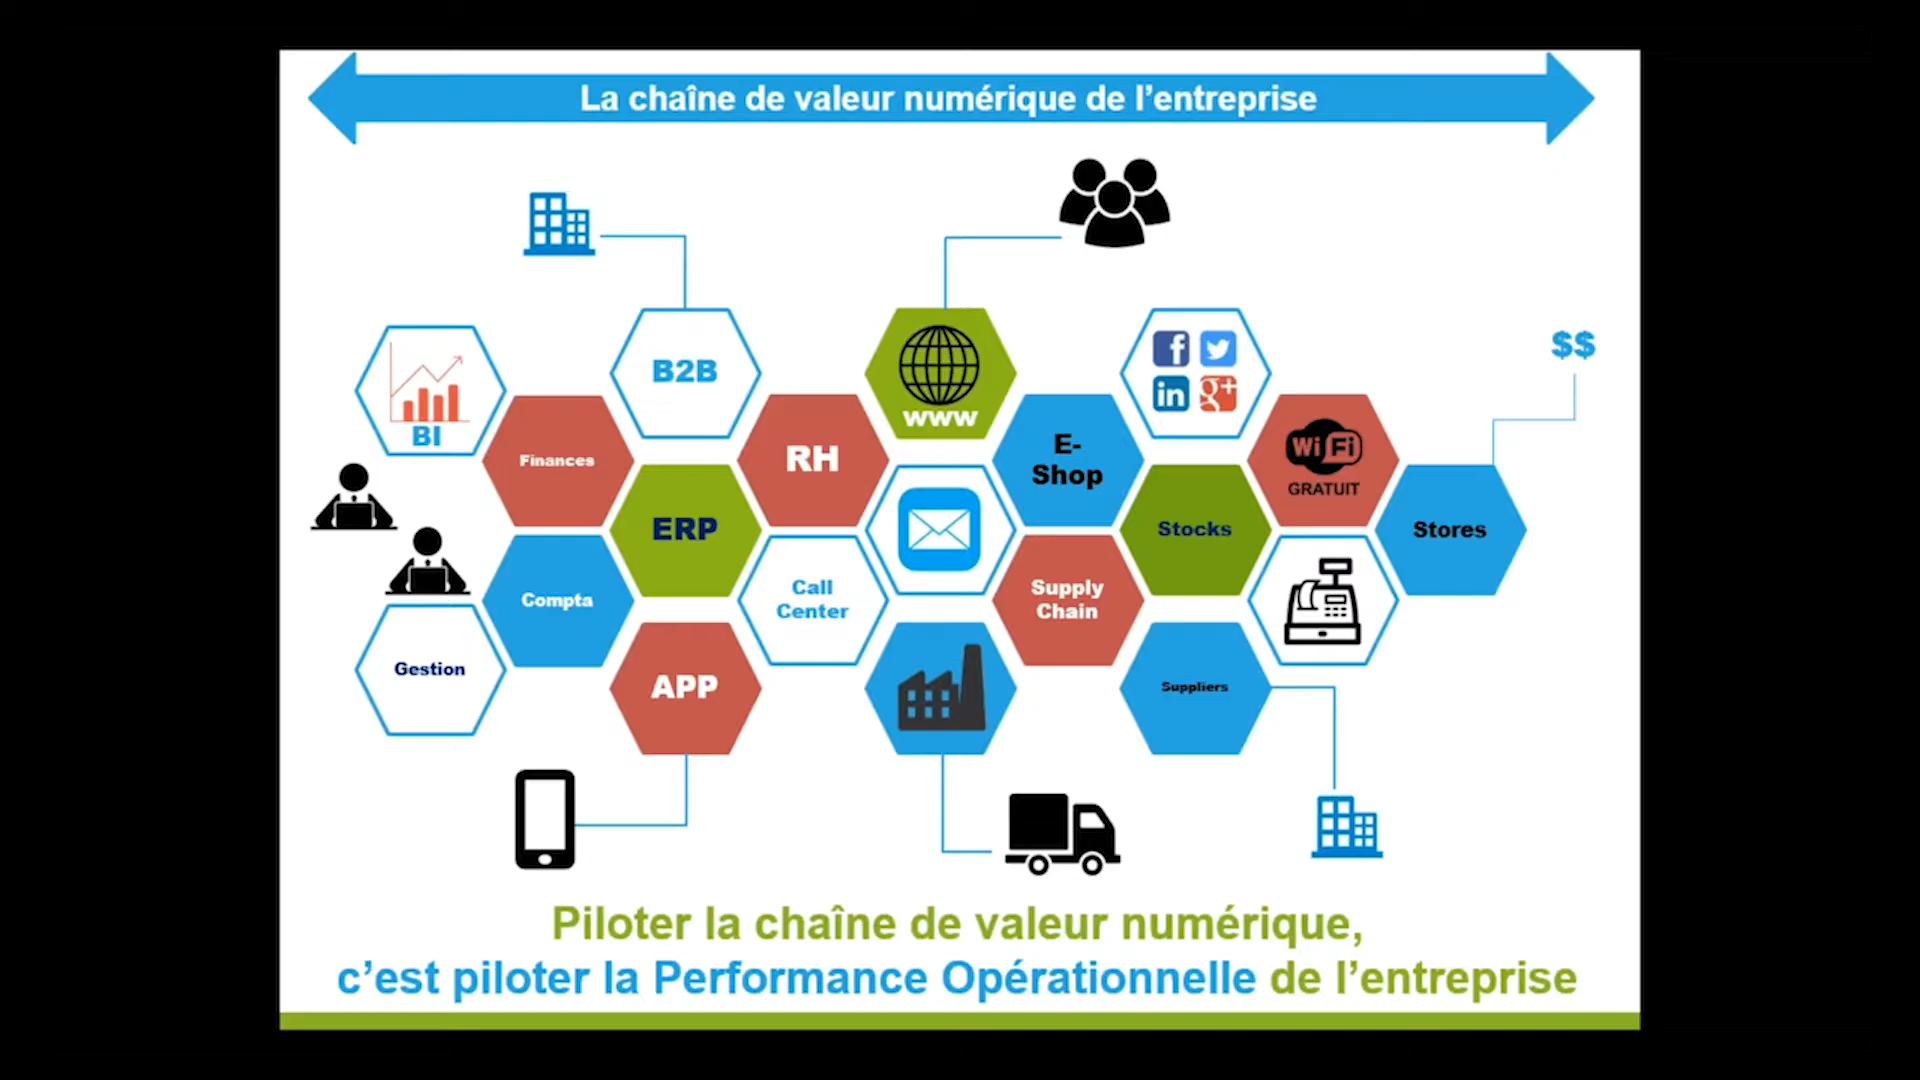 La chaîne de valeur numérique de l'entreprise
$$
B2B
www
f
in
g+
BI
Finances
RH
E-
Shop
Wi Fi
GRATUIT
ERP
Stocks
Stores
Compta
Call
Center
Supply
Chain
Gestion
APP
Suppliers
Piloter la chaîne de valeur numérique,
c'est piloter la Performance Opérationnelle de l'entreprise